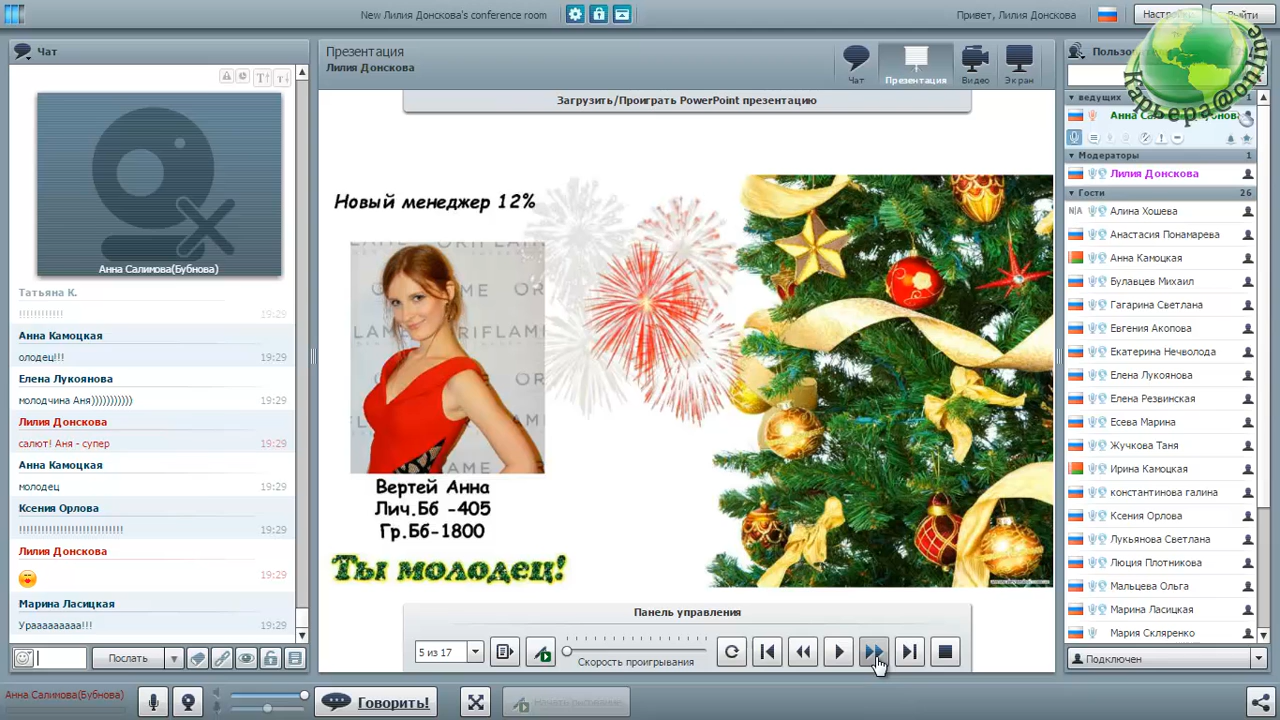 New Лилия Донскова's conference room
Привет, Лилия Донскова
Настройки
Выйти
Чат
Анна Салимова(Бубнова)
Татьяна К.
!!!!!!!!!!!! 19:29
Анна Камоцкая
олодец!!! 19:29
Елена Лукоянова
молодчина Аня))))))))))) 19:29
Лилия Донскова
салют! Аня - супер 19:29
Анна Камоцкая
молодец 19:29
Ксения Орлова
!!!!!!!!!!!!!!!!!!!!!!!!!!!! 19:29
Лилия Донскова
19:29
Марина Ласицкая
Урааааааааа!!! 19:29
Послать
Презентация
Лилия Донскова
Чат
Презентация
Видео
Экран
Загрузить/Проиграть PowerPoint презентацию
Новый менеджер 12%
ORIFLAME
Вертей Анна
Лич.Бб -405
Гр.Бб-1800
Ты молодец!
Панель управления
5 из 17
Скорость проигрывания
карьера@online
ведущих 1
Модераторы 1
Лилия Донскова
Гости 26
N/A Алина Хошева
Анастасия Понамарева
Анна Камоцкая
Булавцев Михаил
Гагарина Светлана
Евгения Акопова
Екатерина Нечволода
Елена Лукоянова
Елена Резвинская
Есева Марина
Жучкова Таня
Ирина Камоцкая
константинова галина
Ксения Орлова
Лукьянова Светлана
Люция Плотникова
Мальцева Ольга
Марина Ласицкая
Мария Скляренко
Подключен
Анна Салимова(Бубнова)
Говорить!